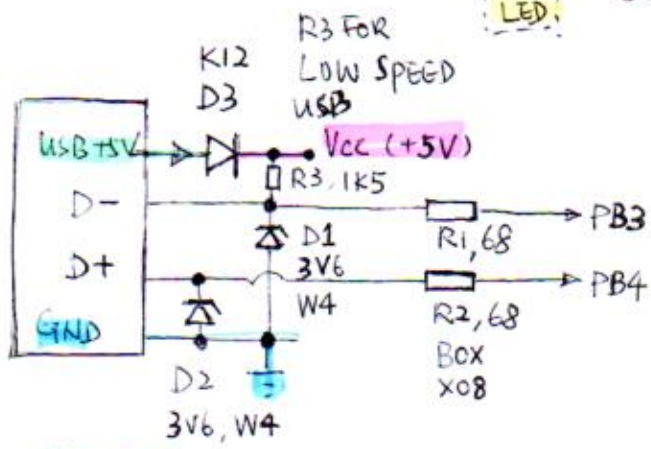 LED.
R3 FOR
LOW SPEED
USB
K12
D3
USB+5V
Vcc (+5V)
R3, 1K5
D-
PB3
R1, 68
D1
3V6
W4
D+
PB4
R2, 68
BOX
X08
GND
D2
3V6, W4